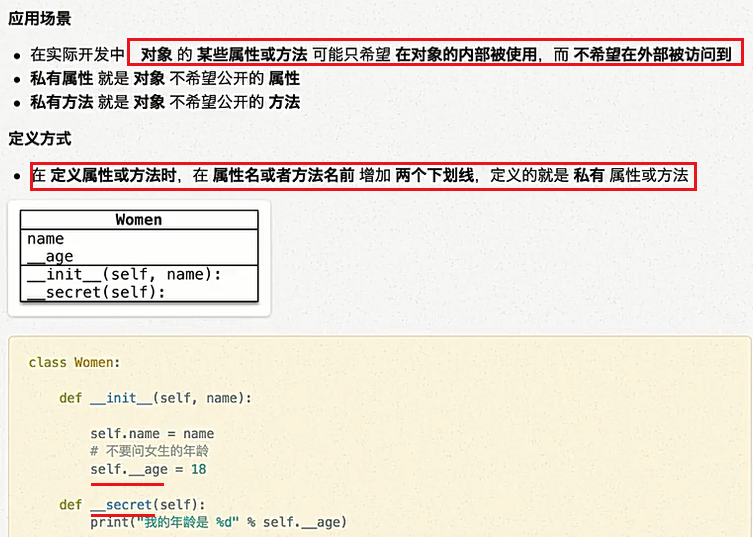 应用场景
在实际开发中 对象 的 某些属性或方法 可能只希望 在对象的内部被使用，而 不希望在外部被访问到
私有属性 就是 对象 不希望公开的 属性
私有方法 就是 对象 不希望公开的 方法
定义方式
在 定义属性或方法时，在 属性名或者方法名前 增加 两个下划线，定义的就是 私有 属性或方法
Women
name
__age
__init__(self, name):
__secret(self):
class Women:
def __init__(self, name):
self.name = name
# 不要问女生的年龄
self.__age = 18
def __secret(self):
print("我的年龄是 %d" % self.__age)